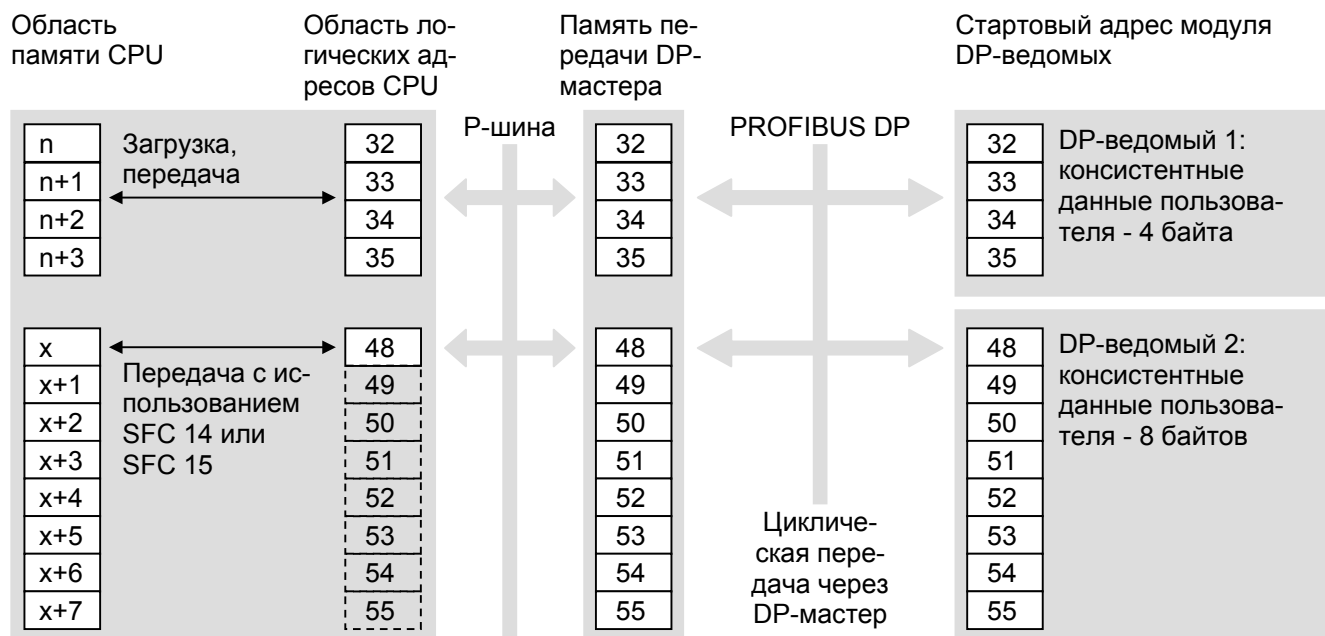 Область
памяти CPU
Область ло-
гических ад-
ресов CPU
Память пе-
редачи DP-
мастера
Стартовый адрес модуля
DP-ведомых
P-шина
PROFIBUS DP
n
n+1
n+2
n+3
Загрузка,
передача
32
33
34
35
32
33
34
35
32
33
34
35
DP-ведомый 1:
консистентные
данные пользова-
теля - 4 байта
x
x+1
x+2
x+3
x+4
x+5
x+6
x+7
Передача с ис-
пользованием
SFC 14 или
SFC 15
48
49
50
51
52
53
54
55
48
49
50
51
52
53
54
55
Цикличе-
ская пере-
дача через
DP-мастер
48
49
50
51
52
53
54
55
DP-ведомый 2:
консистентные
данные пользова-
теля - 8 байтов